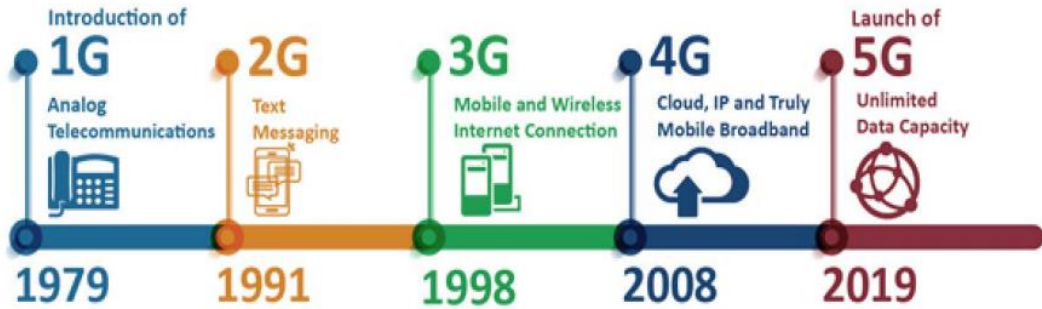 Introduction of
1G
Analog
Telecommunications
1979
2G
Text
Messaging
1991
3G
Mobile and Wireless
Internet Connection
1998
4G
Cloud, IP and Truly
Mobile Broadband
2008
Launch of
5G
Unlimited
Data Capacity
2019